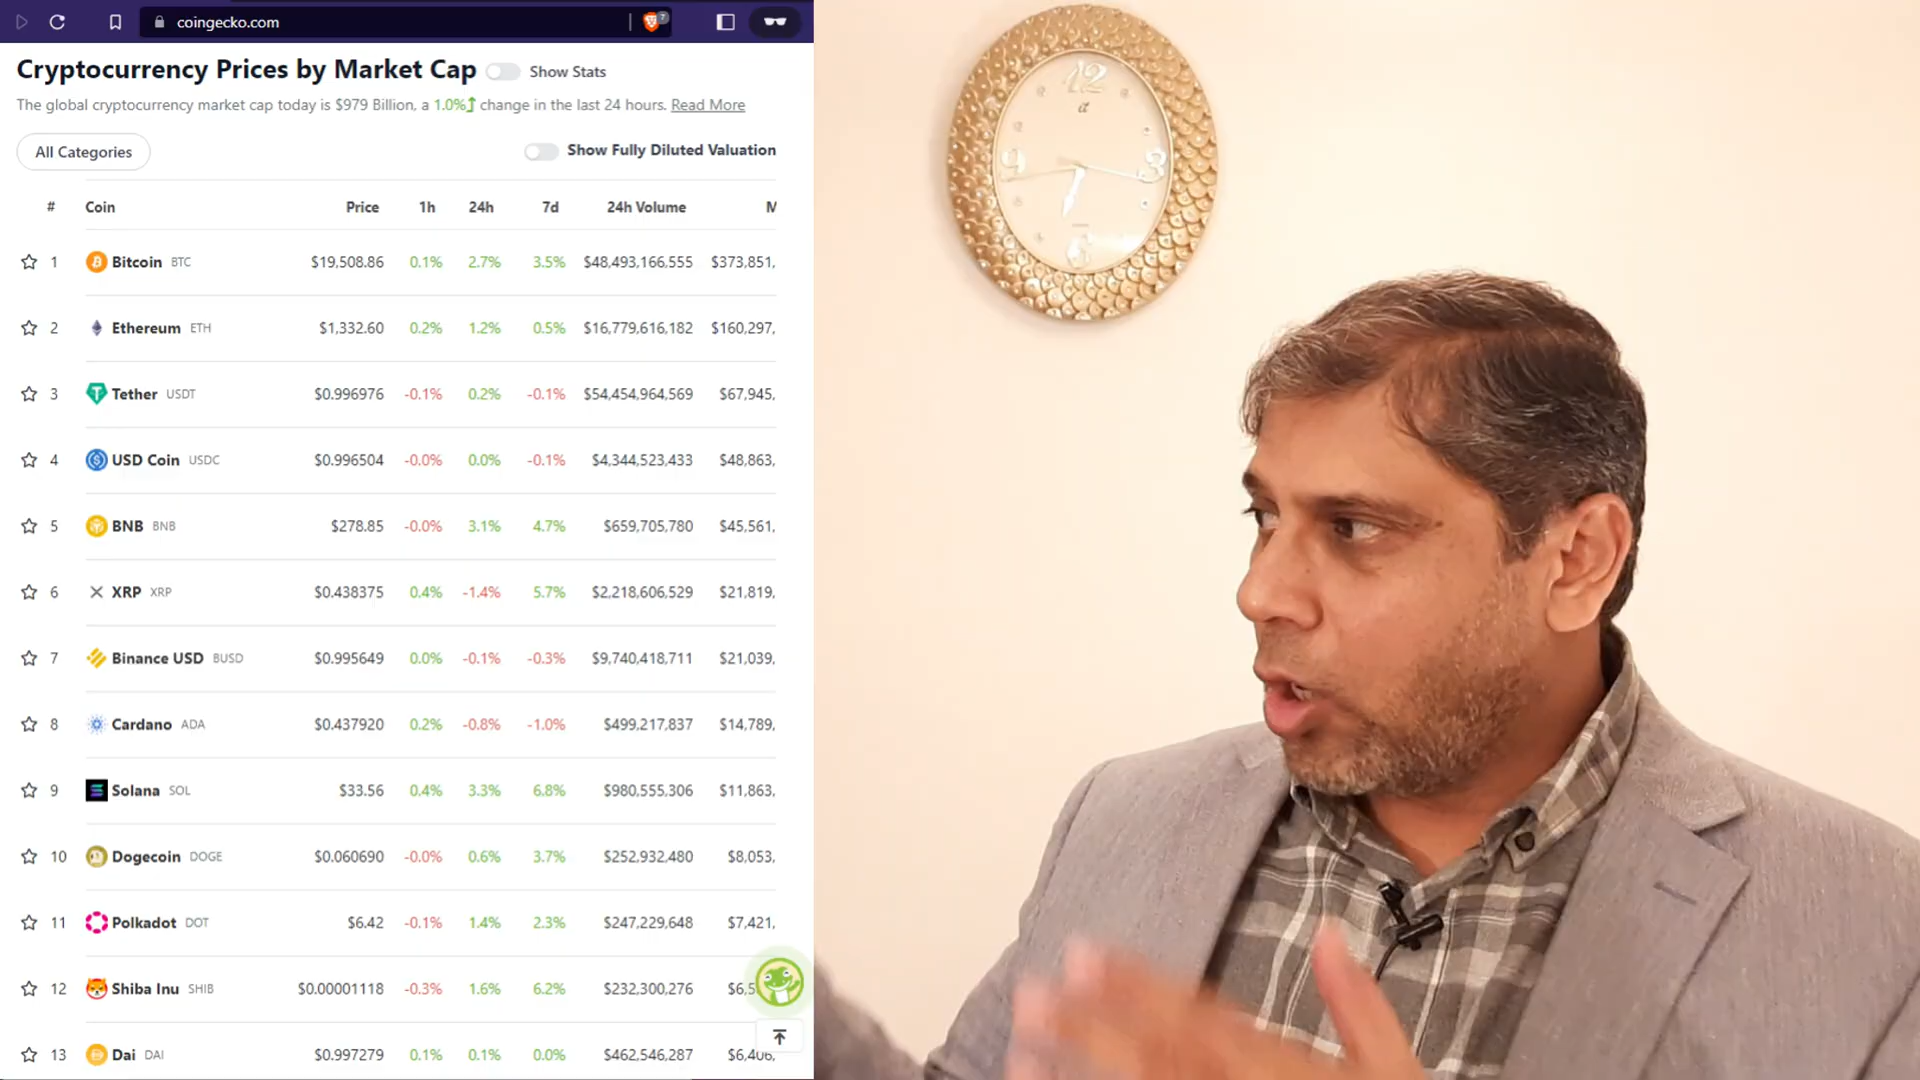 coingecko.com
7
Cryptocurrency Prices by Market Cap Show Stats
The global cryptocurrency market cap today is $979 Billion, a 1.0% change in the last 24 hours. Read More
All Categories Show Fully Diluted Valuation
# Coin Price 1h 24h 7d 24h Volume M
1 Bitcoin BTC $19,508.86 0.1% 2.7% 3.5% $48,493,166,555 $373,851,
2 Ethereum ETH $1,332.60 0.2% 1.2% 0.5% $16,779,616,182 $160,297,
3 Tether USDT $0.996976 -0.1% 0.2% -0.1% $54,454,964,569 $67,945,
4 USD Coin USDC $0.996504 -0.0% 0.0% -0.1% $4,344,523,433 $48,863,
5 BNB BNB $278.85 -0.0% 3.1% 4.7% $659,705,780 $45,561,
6 XRP XRP $0.438375 0.4% -1.4% 5.7% $2,218,606,529 $21,819,
7 Binance USD BUSD $0.995649 0.0% -0.1% -0.3% $9,740,418,711 $21,039,
8 Cardano ADA $0.437920 0.2% -0.8% -1.0% $499,217,837 $14,789,
9 Solana SOL $33.56 0.4% 3.3% 6.8% $980,555,306 $11,863,
10 Dogecoin DOGE $0.060690 -0.0% 0.6% 3.7% $252,932,480 $8,053,
11 Polkadot DOT $6.42 -0.1% 1.4% 2.3% $247,229,648 $7,421,
12 Shiba Inu SHIB $0.00001118 -0.3% 1.6% 6.2% $232,300,276
13 Dai DAI $0.997279 0.1% 0.1% 0.0% $462,546,287 $6,406,
12
9 3
6